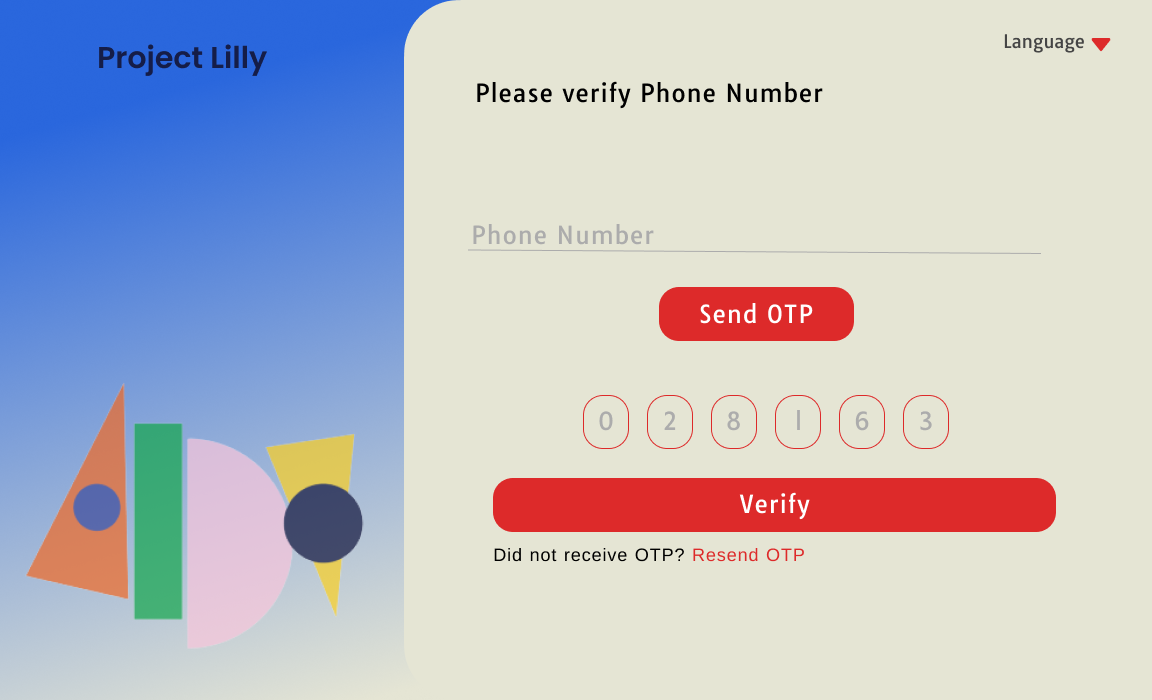 Project Lilly
Language
Please verify Phone Number
Phone Number
Send OTP
0 2 8 l 6 3
Verify
Did not receive OTP? Resend OTP